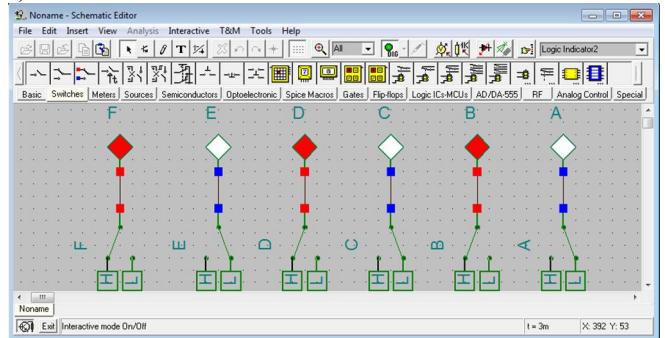 Noname - Schematic Editor
File Edit Insert View Analysis Interactive T&M Tools Help
T All DIG Logic Indicator2
Basic Switches Meters Sources Semiconductors Optoelectronic Spice Macros Gates Flip-flops Logic ICs-MCUs AD/DA-555 RF Analog Control Special
F E D C B A
F E D C B A
H L H L H L H L H L H L
Noname
Exit Interactive mode On/Off t = 3m X: 392 Y: 53